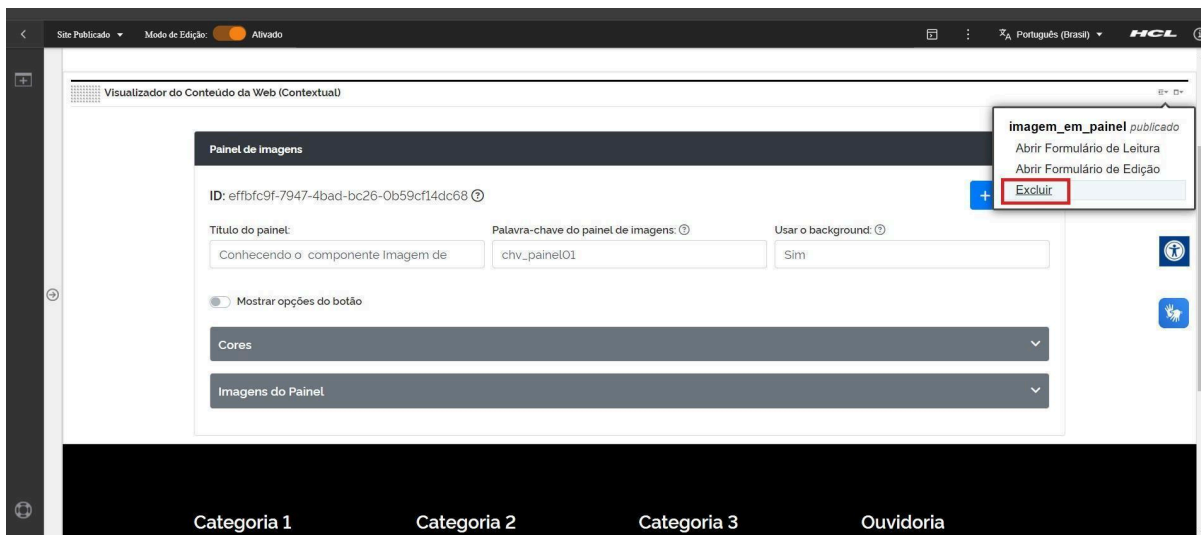 Site Publicado
Modo de Edição: Ativado
Português (Brasil)
HCL
Visualizador do Conteúdo da Web (Contextual)
imagem_em_painel publicado
Abrir Formulário de Leitura
Abrir Formulário de Edição
Excluir
Painel de imagens
ID: effbfc9f-7947-4bad-bc26-0b59cf14dc68
+
Título do painel: Palavra-chave do painel de imagens: Usar o background:
Conhecendo o componente Imagem de chv_painel01 Sim
Mostrar opções do botão
Cores
Imagens do Painel
Categoria 1 Categoria 2 Categoria 3 Ouvidoria